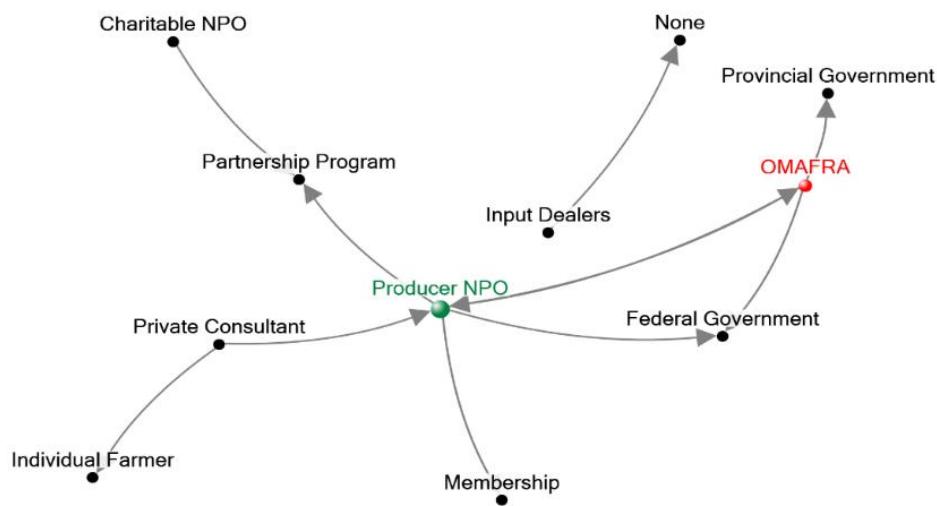 Charitable NPO
None
Provincial Government
Partnership Program
OMAFRA
Input Dealers
Producer NPO
Private Consultant
Federal Government
Individual Farmer
Membership